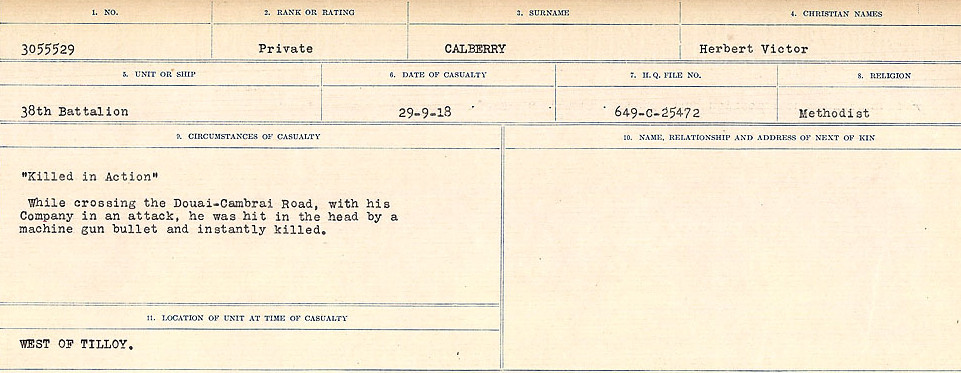 1. NO. 2. RANK OR RATING 3. SURNAME 4. CHRISTIAN NAMES
3055529 Private CALBERRY Herbert Victor
5. UNIT OR SHIP 6. DATE OF CASUALTY 7. H.Q. FILE NO. 8. RELIGION
38th Battalion 29-9-18 649-C-25472 Methodist
9. CIRCUMSTANCES OF CASUALTY 10. NAME, RELATIONSHIP AND ADDRESS OF NEXT OF KIN
"Killed in Action"
While crossing the Douai-Cambrai Road, with his
Company in an attack, he was hit in the head by a
machine gun bullet and instantly killed.
11. LOCATION OF UNIT AT TIME OF CASUALTY
WEST OF TILLOY.